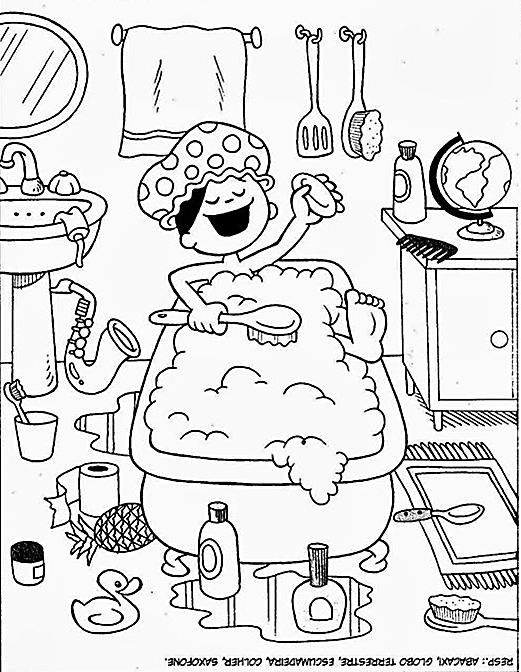 RESP.: ABACAXI, GLOBO TERRESTRE, ESCUMADEIRA, COLHER, SAXOFONE.